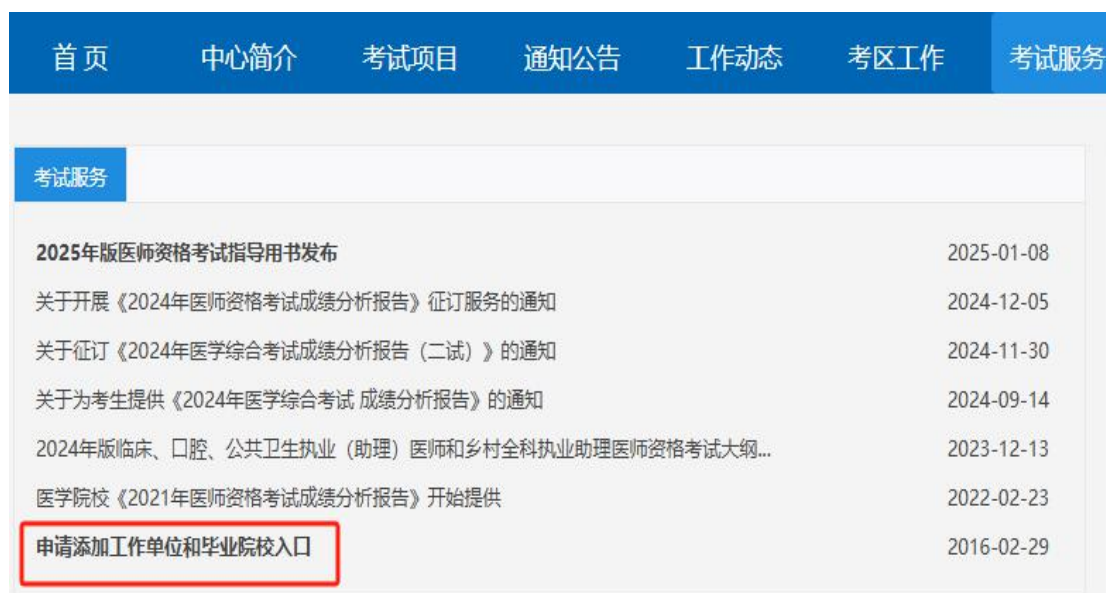 首页 中心简介 考试项目 通知公告 工作动态 考区工作 考试服务
考试服务
2025年版医师资格考试指导用书发布 2025-01-08
关于开展《2024年医师资格考试成绩分析报告》征订服务的通知 2024-12-05
关于征订《2024年医学综合考试成绩分析报告（二试）》的通知 2024-11-30
关于为考生提供《2024年医学综合考试 成绩分析报告》的通知 2024-09-14
2024年版临床、口腔、公共卫生执业（助理）医师和乡村全科执业助理医师资格考试大纲... 2023-12-13
医学院校《2021年医师资格考试成绩分析报告》开始提供 2022-02-23
申请添加工作单位和毕业院校入口 2016-02-29